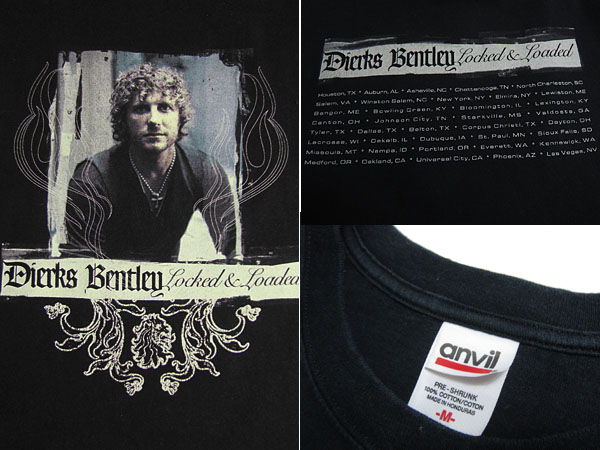 Dierks Bentley Locked & Loaded
Dierks Bentley Locked & Loaded
Houston, TX * Auburn, AL * Asheville, NC * Chattanooga, TN * North Charleston, SC
Salem, VA * Winston Salem, NC * New York, NY * Elmira, NY * Lewiston, ME
Bangor, ME * Bowling Green, KY * Bloomington, IL * Lexington, KY
Canton, OH * Johnson City, TN * Starkville, MS * Valdosta, GA
Tyler, TX * Dallas, TX * Belton, TX * Corpus Christi, TX * Dayton, OH
Lacrosse, WI * Dekalb, IL * Dubuque, IA * St. Paul, MN * Sioux Falls, SD
Missoula, MT * Nampa, ID * Portland, OR * Everett, WA * Kennewick, WA
Medford, OR * Oakland, CA * Universal City, CA * Phoenix, AZ * Las Vegas, NV
anvil
PRE-SHRUNK
100% COTTON/COTON
MADE IN HONDURAS
-M-